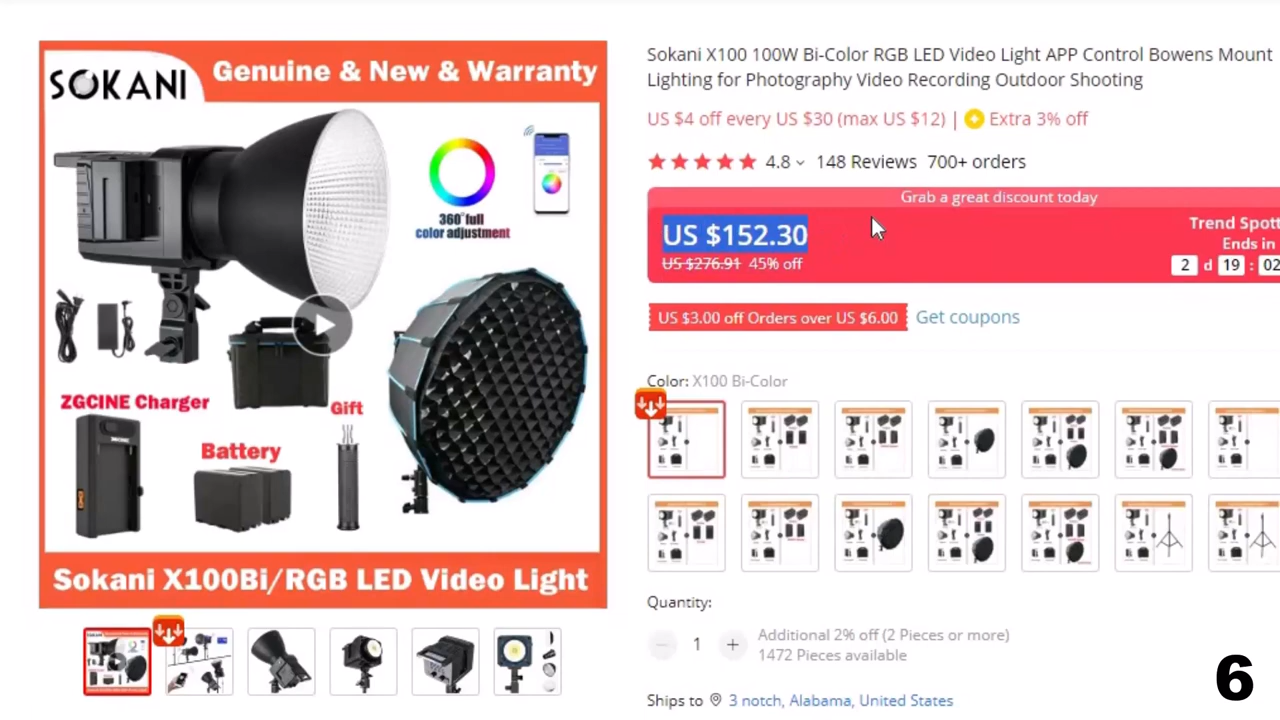 SOKANI
Genuine & New & Warranty
360°full
color adjustment
ZGCINE Charger
Gift
Battery
Sokani X100Bi/RGB LED Video Light
Sokani X100 100W Bi-Color RGB LED Video Light APP Control Bowens Mount
Lighting for Photography Video Recording Outdoor Shooting
US $4 off every US $30 (max US $12) | Extra 3% off
4.8 148 Reviews 700+ orders
Grab a great discount today
US $152.30
US $276.91 45% off
Trend Spott
Ends in
2 d 19 : 02
US $3.00 off Orders over US $6.00 Get coupons
Color: X100 Bi-Color
Quantity:
1
Additional 2% off (2 Pieces or more)
1472 Pieces available
Ships to 3 notch, Alabama, United States
6